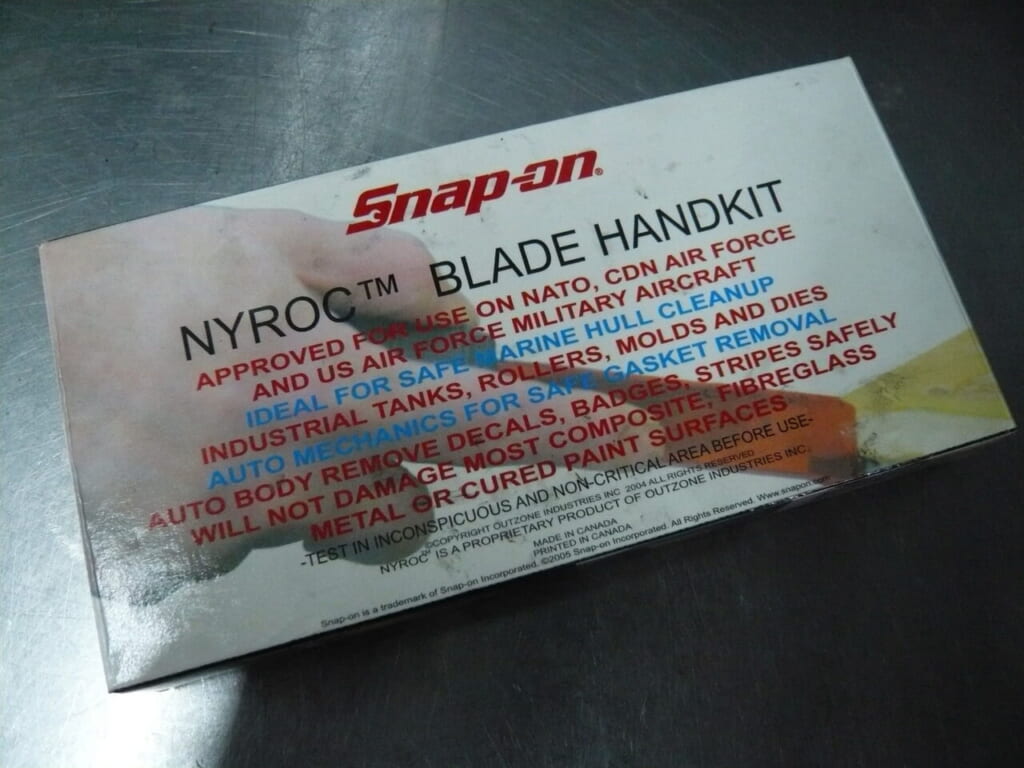 Snap-on®
NYROC™ BLADE HANDKIT
APPROVED FOR USE ON NATO, CDN AIR FORCE
AND US AIR FORCE MILITARY AIRCRAFT
IDEAL FOR SAFE MARINE HULL CLEANUP
INDUSTRIAL TANKS, ROLLERS, MOLDS AND DIES
AUTO MECHANICS FOR SAFE GASKET REMOVAL
AUTO BODY REMOVE DECALS, BADGES, STRIPES SAFELY
WILL NOT DAMAGE MOST COMPOSITE, FIBREGLASS
METAL OR CURED PAINT SURFACES
-TEST IN INCONSPICUOUS AND NON-CRITICAL AREA BEFORE USE-
©COPYRIGHT OUTZONE INDUSTRIES INC 2004 ALL RIGHTS RESERVED
NYROC™ IS A PROPRIETARY PRODUCT OF OUTZONE INDUSTRIES INC.
MADE IN CANADA
PRINTED IN CANADA
Snap-on is a trademark of Snap-on Incorporated. ©2005 Snap-on Incorporated. All Rights Reserved. Www.snapon.com